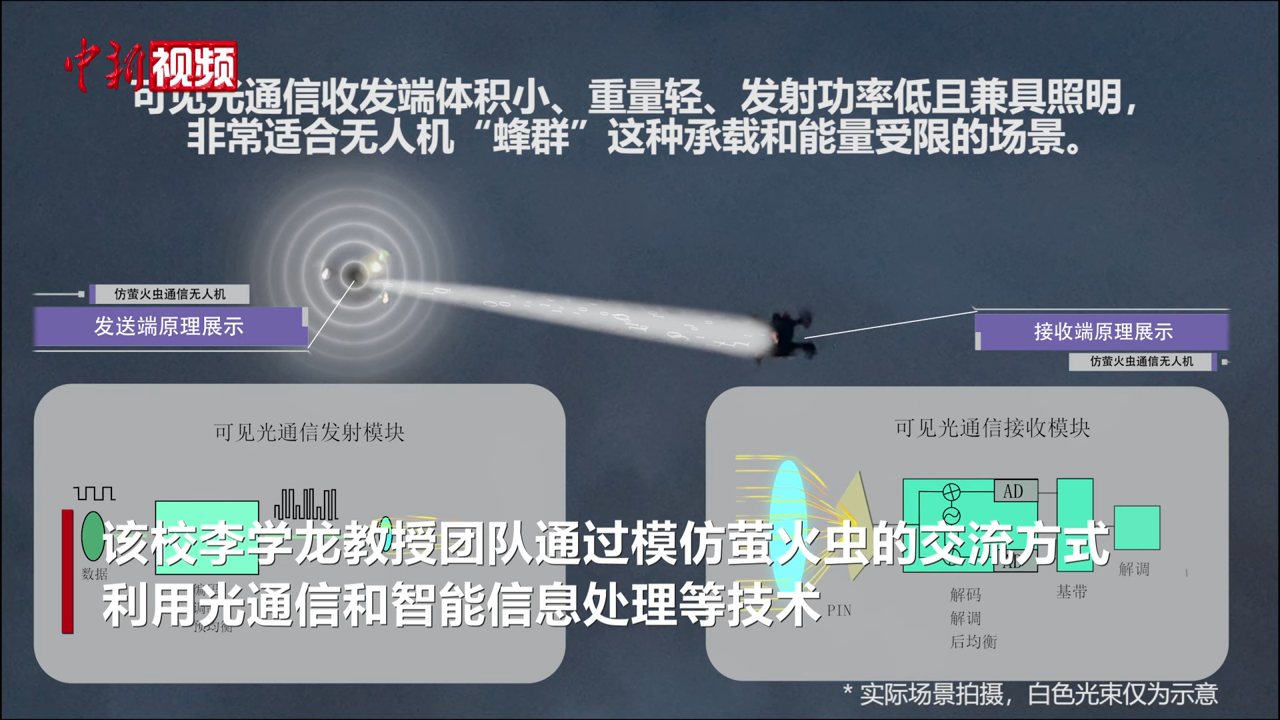 中新视频
可见光通信收发端体积小、重量轻、发射功率低且兼具照明，
非常适合无人机“蜂群”这种承载和能量受限的场景。
仿萤火虫通信无人机
发送端原理展示
接收端原理展示
仿萤火虫通信无人机
可见光通信发射模块
可见光通信接收模块
AD
数据
该校李学龙教授团队通过模仿萤火虫的交流方式
利用光通信和智能信息处理等技术
预均衡
PIN
解码
解调
后均衡
基带
解调
* 实际场景拍摄，白色光束仅为示意